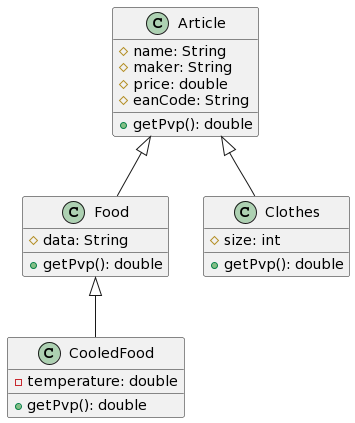 C Article
name: String
maker: String
price: double
eanCode: String
getPvp(): double
C Food
data: String
getPvp(): double
C Clothes
size: int
getPvp(): double
C CooledFood
temperature: double
getPvp(): double